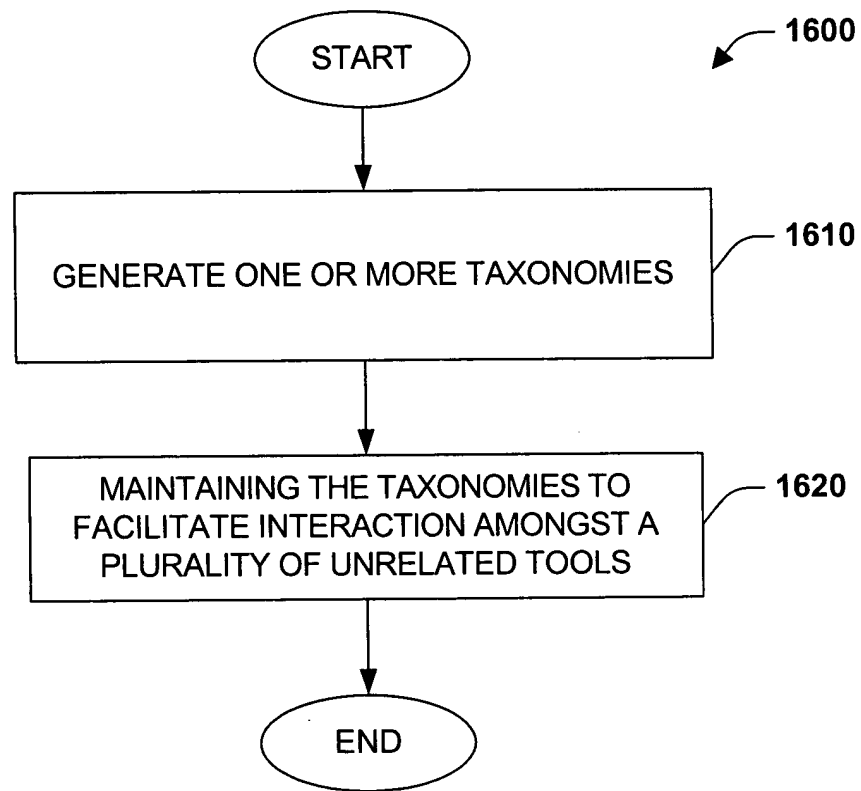 START
1600
GENERATE ONE OR MORE TAXONOMIES
1610
MAINTAINING THE TAXONOMIES TO
FACILITATE INTERACTION AMONGST A
PLURALITY OF UNRELATED TOOLS
1620
END